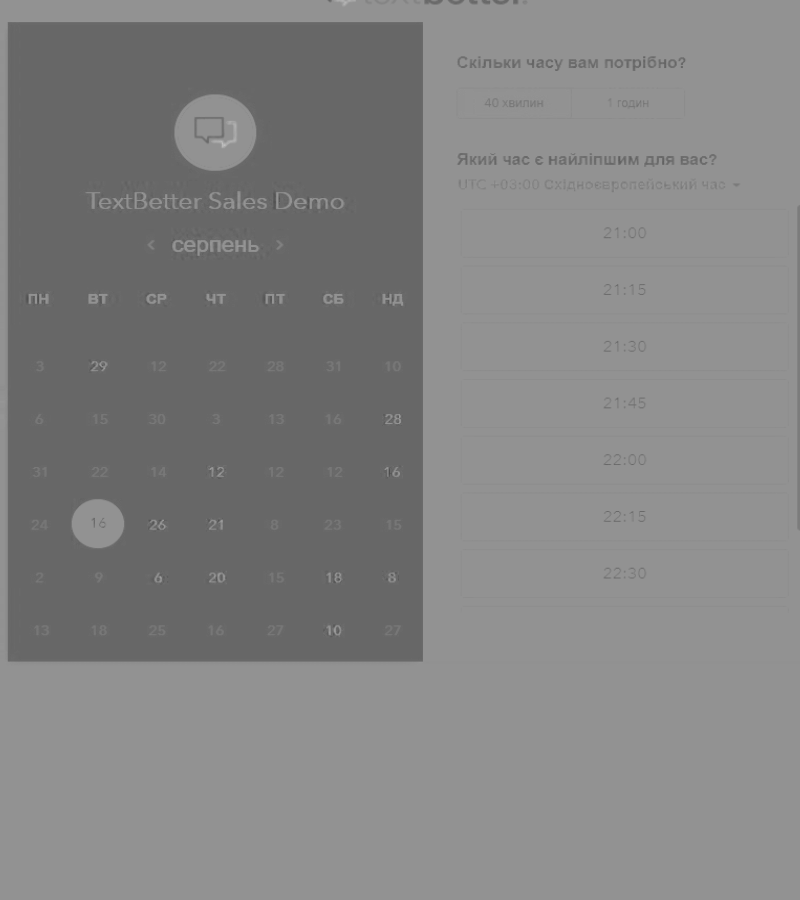 textbetter.
TextBetter Sales Demo
‹ серпень ›
ПН ВТ СР ЧТ ПТ СБ НД
3 29 12 22 28 31 10
6 15 30 3 13 16 28
31 22 14 12 12 12 16
24 16 26 21 8 23 15
2 9 6 20 15 18 8
13 18 25 16 27 10 27
Скільки часу вам потрібно?
40 хвилин 1 годин
Який час є найліпшим для вас?
UTC +03:00 Східноєвропейський час
21:00
21:15
21:30
21:45
22:00
22:15
22:30